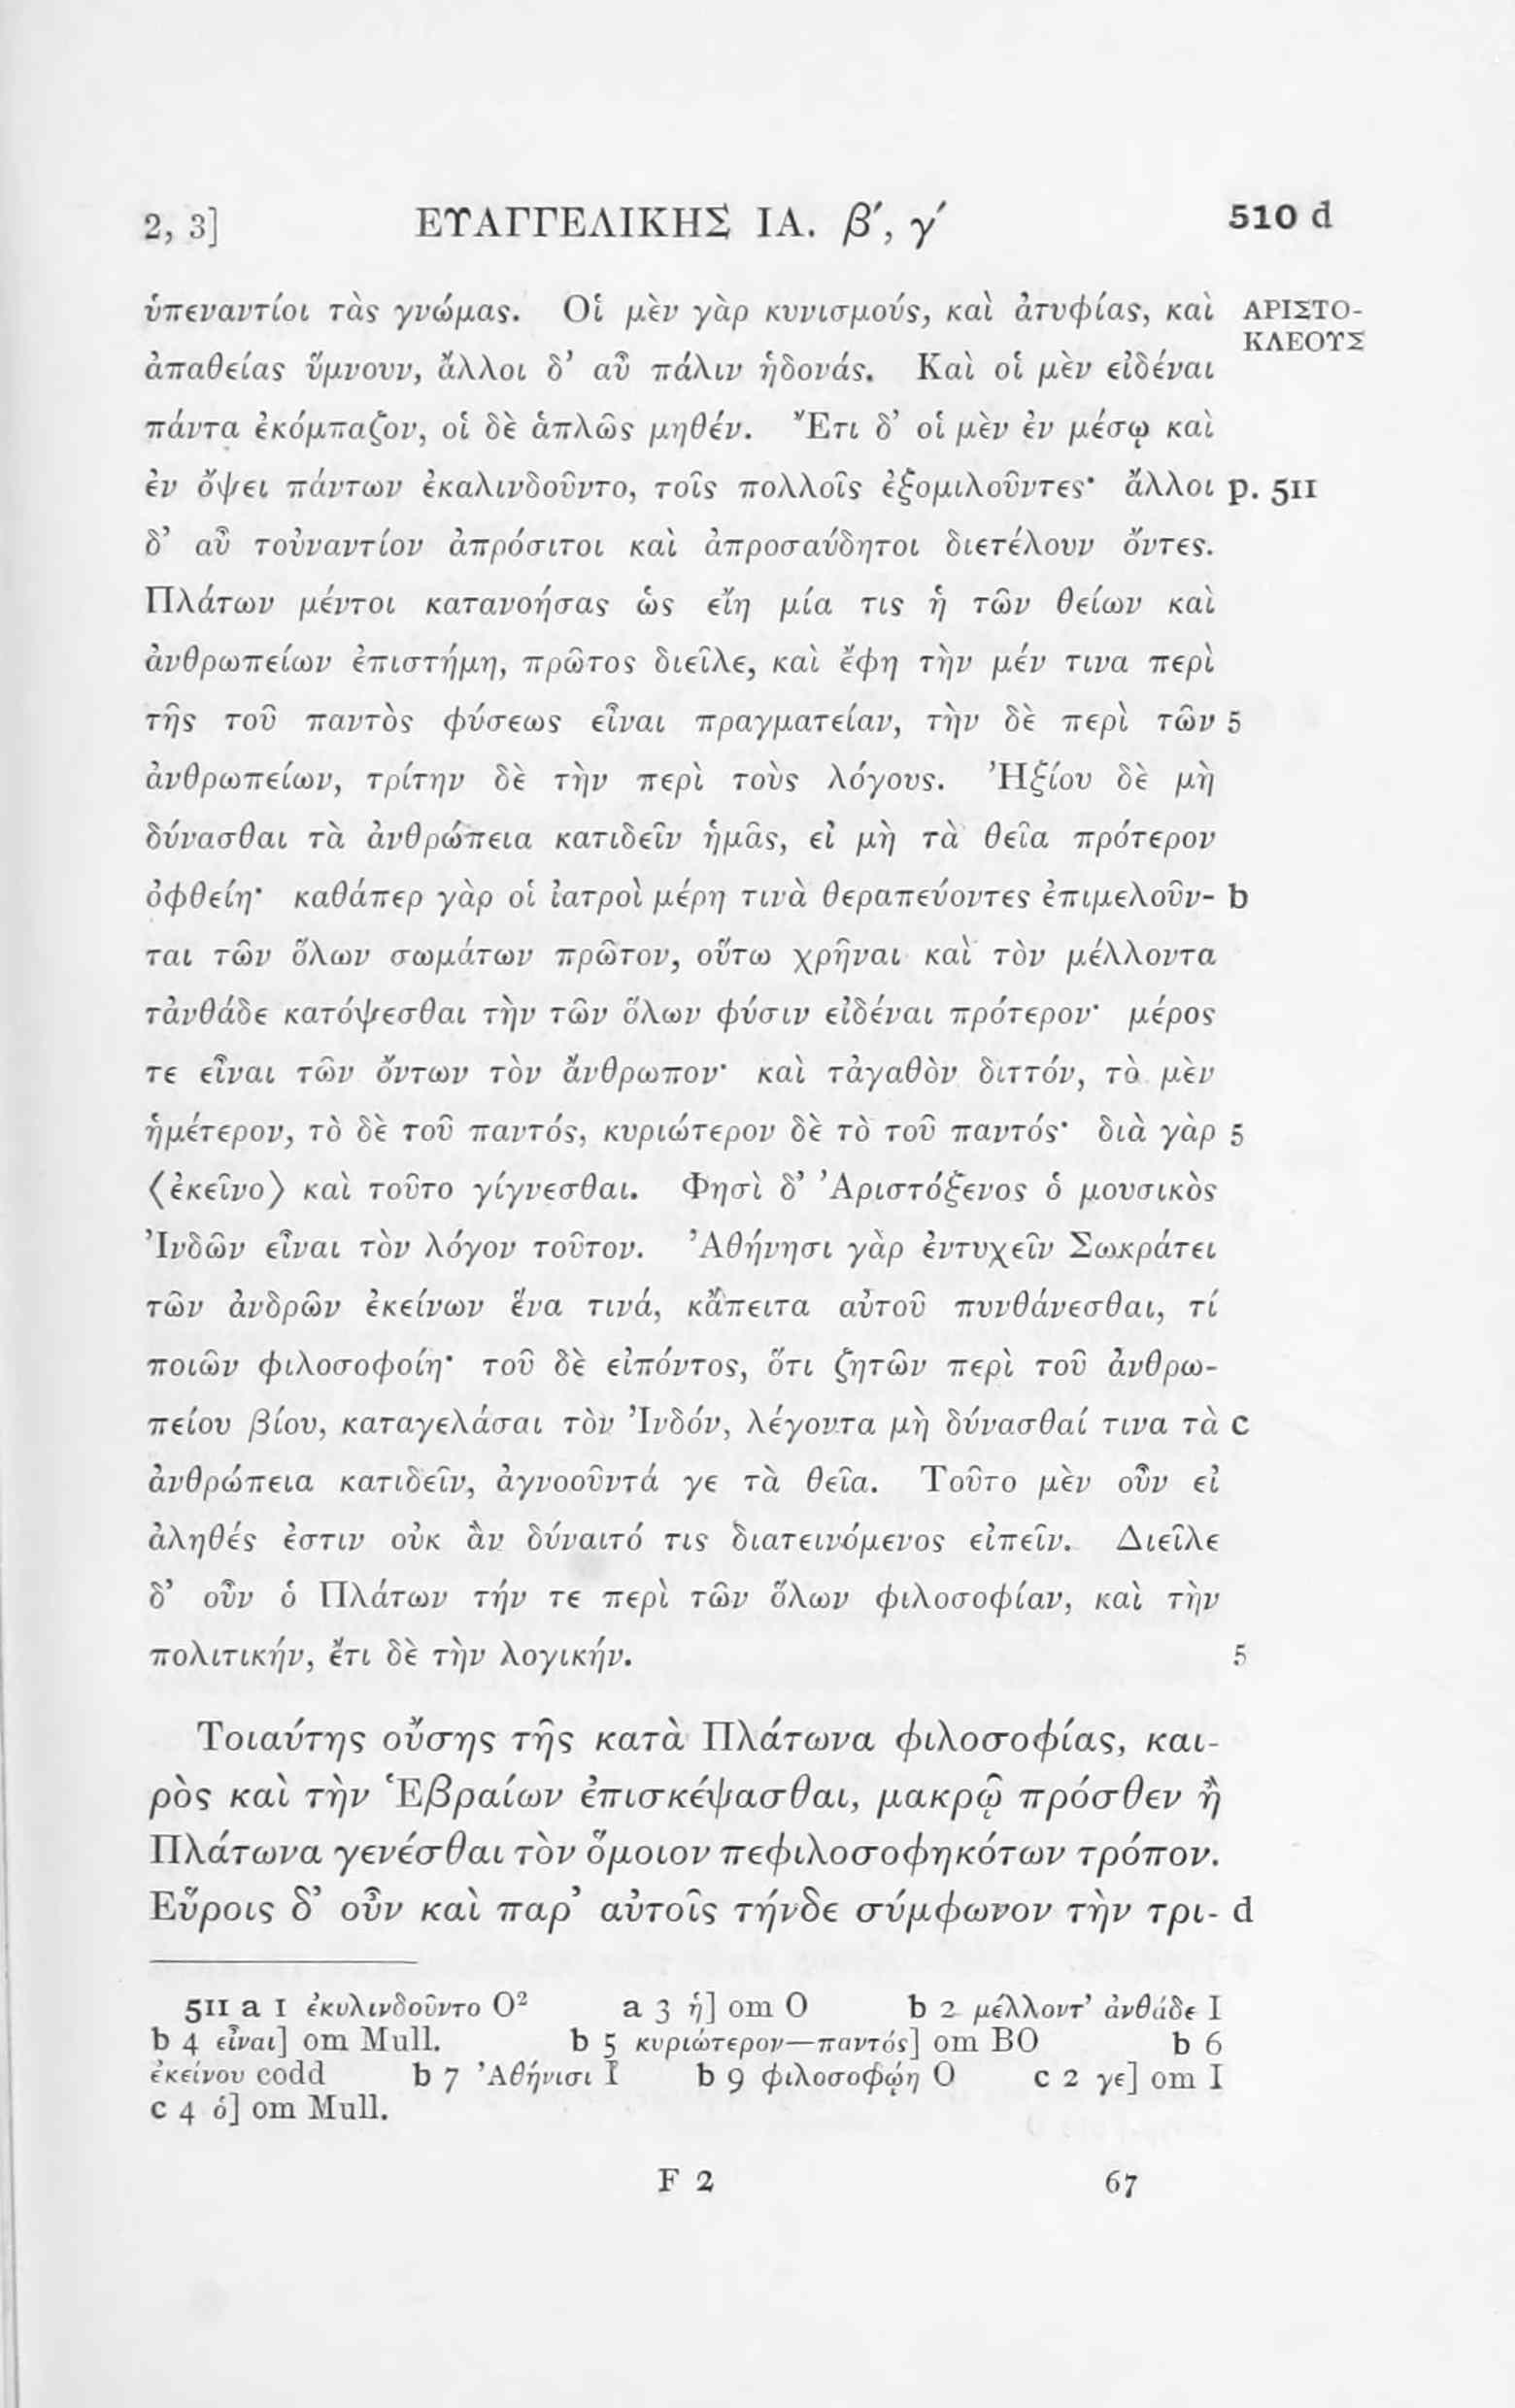 2, 3] ΕΥΑΓΓΕΛΙΚΗΣ ΙΑ. β′, γ′ 510 d
ὑπεναντίοι τὰς γνώμας. Οἱ μὲν γὰρ κυνισμούς, καὶ ἀτυφίας, καὶ ΑΡΙΣΤΟ-
ΚΛΕΟΥΣ
ἀπαθείας ὕμνουν, ἄλλοι δ’ αὖ πάλιν ἡδονάς. Καὶ οἱ μὲν εἰδέναι
πάντα ἐκόμπαζον, οἱ δὲ ἁπλῶς μηθέν. Ἔτι δ’ οἱ μὲν ἐν μέσῳ καὶ
ἐν ὄψει πάντων ἐκαλινδοῦντο, τοῖς πολλοῖς ἐξομιλοῦντες· ἄλλοι p. 511
δ’ αὖ τοὐναντίον ἀπρόσιτοι καὶ ἀπροσαύδητοι διετέλουν ὄντες.
Πλάτων μέντοι κατανοήσας ὡς εἴη μία τις ἡ τῶν θείων καὶ
ἀνθρωπείων ἐπιστήμη, πρῶτος διεῖλε, καὶ ἔφη τὴν μέν τινα περὶ
τῆς τοῦ παντὸς φύσεως εἶναι πραγματείαν, τὴν δὲ περὶ τῶν 5
ἀνθρωπείων, τρίτην δὲ τὴν περὶ τοὺς λόγους. Ἠξίου δὲ μὴ
δύνασθαι τὰ ἀνθρώπεια κατιδεῖν ἡμᾶς, εἰ μὴ τὰ θεῖα πρότερον
ὀφθείη· καθάπερ γὰρ οἱ ἰατροὶ μέρη τινὰ θεραπεύοντες ἐπιμελοῦν- b
ται τῶν ὅλων σωμάτων πρῶτον, οὕτω χρῆναι καὶ τὸν μέλλοντα
τἀνθάδε κατόψεσθαι τὴν τῶν ὅλων φύσιν εἰδέναι πρότερον· μέρος
τε εἶναι τῶν ὄντων τὸν ἄνθρωπον· καὶ τἀγαθὸν διττόν, τὸ μὲν
ἡμέτερον, τὸ δὲ τοῦ παντός, κυριώτερον δὲ τὸ τοῦ παντός· διὰ γὰρ 5
⟨ἐκεῖνο⟩ καὶ τοῦτο γίγνεσθαι. Φησὶ δ’ Ἀριστόξενος ὁ μουσικὸς
Ἰνδῶν εἶναι τὸν λόγον τοῦτον. Ἀθήνησι γὰρ ἐντυχεῖν Σωκράτει
τῶν ἀνδρῶν ἐκείνων ἕνα τινά, κἄπειτα αὐτοῦ πυνθάνεσθαι, τί
ποιῶν φιλοσοφοίη· τοῦ δὲ εἰπόντος, ὅτι ζητῶν περὶ τοῦ ἀνθρω-
πείου βίου, καταγελάσαι τὸν Ἰνδόν, λέγοντα μὴ δύνασθαί τινα τὰ c
ἀνθρώπεια κατιδεῖν, ἀγνοοῦντά γε τὰ θεῖα. Τοῦτο μὲν οὖν εἰ
ἀληθές ἐστιν οὐκ ἂν δύναιτό τις διατεινόμενος εἰπεῖν. Διεῖλε
δ’ οὖν ὁ Πλάτων τήν τε περὶ τῶν ὅλων φιλοσοφίαν, καὶ τὴν
πολιτικήν, ἔτι δὲ τὴν λογικήν. 5
Τοιαύτης οὔσης τῆς κατὰ Πλάτωνα φιλοσοφίας, και-
ρὸς καὶ τὴν Ἑβραίων ἐπισκέψασθαι, μακρῷ πρόσθεν ἢ
Πλάτωνα γενέσθαι τὸν ὅμοιον πεφιλοσοφηκότων τρόπον.
Εὕροις δ’ οὖν καὶ παρ’ αὐτοῖς τήνδε σύμφωνον τὴν τρι- d
511 a 1 ἐκυλινδοῦντο O² a 3 ἡ] om O b 2 μέλλοντ’ ἀνθάδε I
b 4 εἶναι] om Mull. b 5 κυριώτερον—παντός] om BO b 6
ἐκείνου codd b 7 Ἀθήνισι I b 9 φιλοσοφῴη O c 2 γε] om I
c 4 ὁ] om Mull.
F 2 67